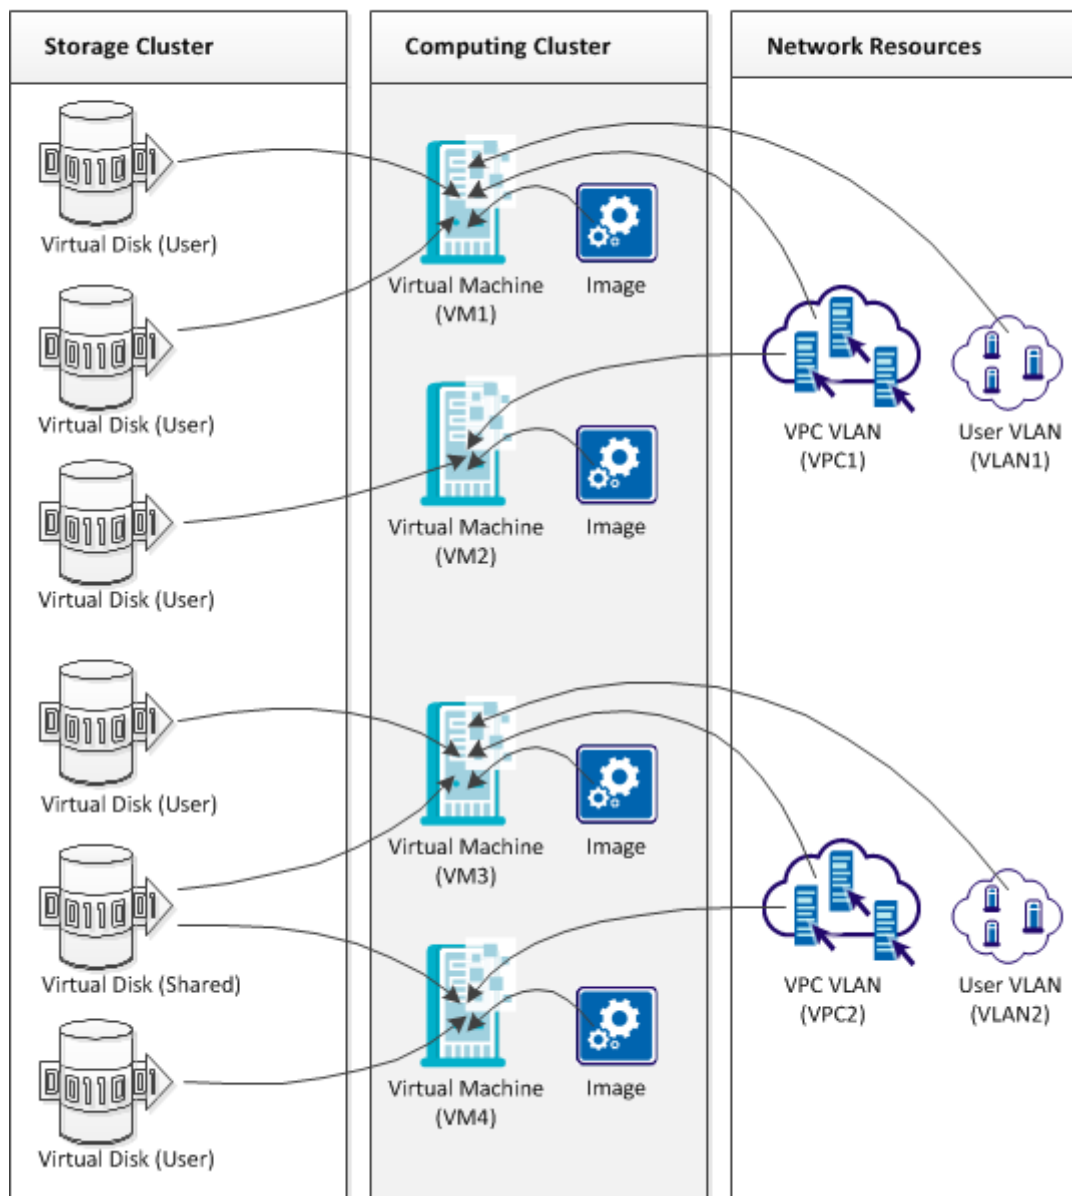 Storage Cluster
Computing Cluster
Network Resources
Virtual Disk (User)
Virtual Disk (User)
Virtual Disk (User)
Virtual Disk (User)
Virtual Disk (Shared)
Virtual Disk (User)
Virtual Machine
(VM1)
Image
Virtual Machine
(VM2)
Image
Virtual Machine
(VM3)
Image
Virtual Machine
(VM4)
Image
VPC VLAN
(VPC1)
User VLAN
(VLAN1)
VPC VLAN
(VPC2)
User VLAN
(VLAN2)